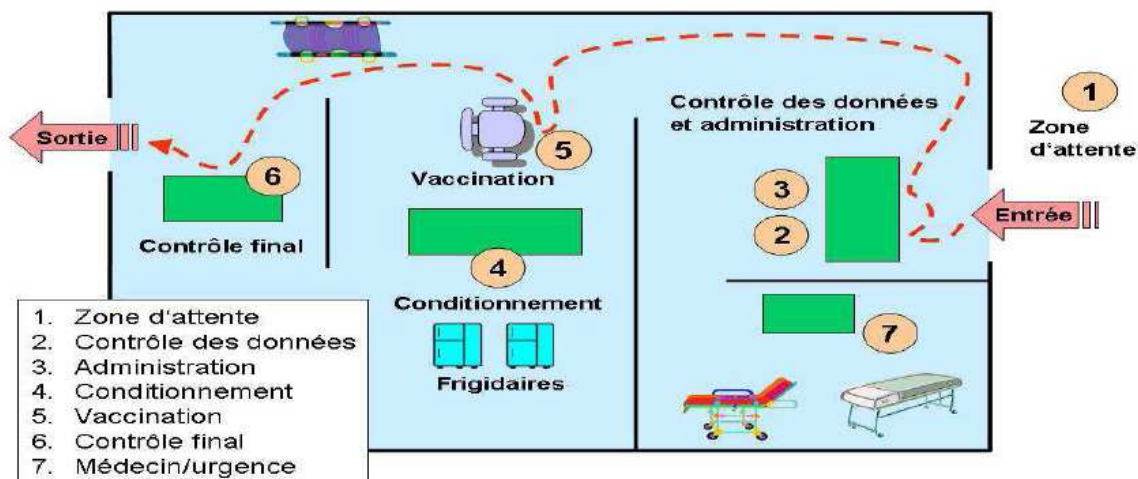 Contrôle des données
et administration
1
Zone
d'attente
Sortie
6
5
3
Vaccination
Entrée
2
Contrôle final
4
Conditionnement
7
Frigidaires
1. Zone d'attente
2. Contrôle des données
3. Administration
4. Conditionnement
5. Vaccination
6. Contrôle final
7. Médecin/urgence